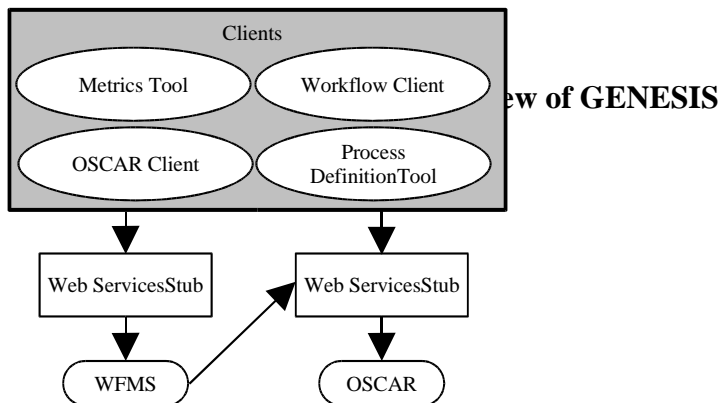 Clients
Metrics Tool
Workflow Client
ew of GENESIS
OSCAR Client
Process
DefinitionTool
Web ServicesStub
Web ServicesStub
WFMS
OSCAR